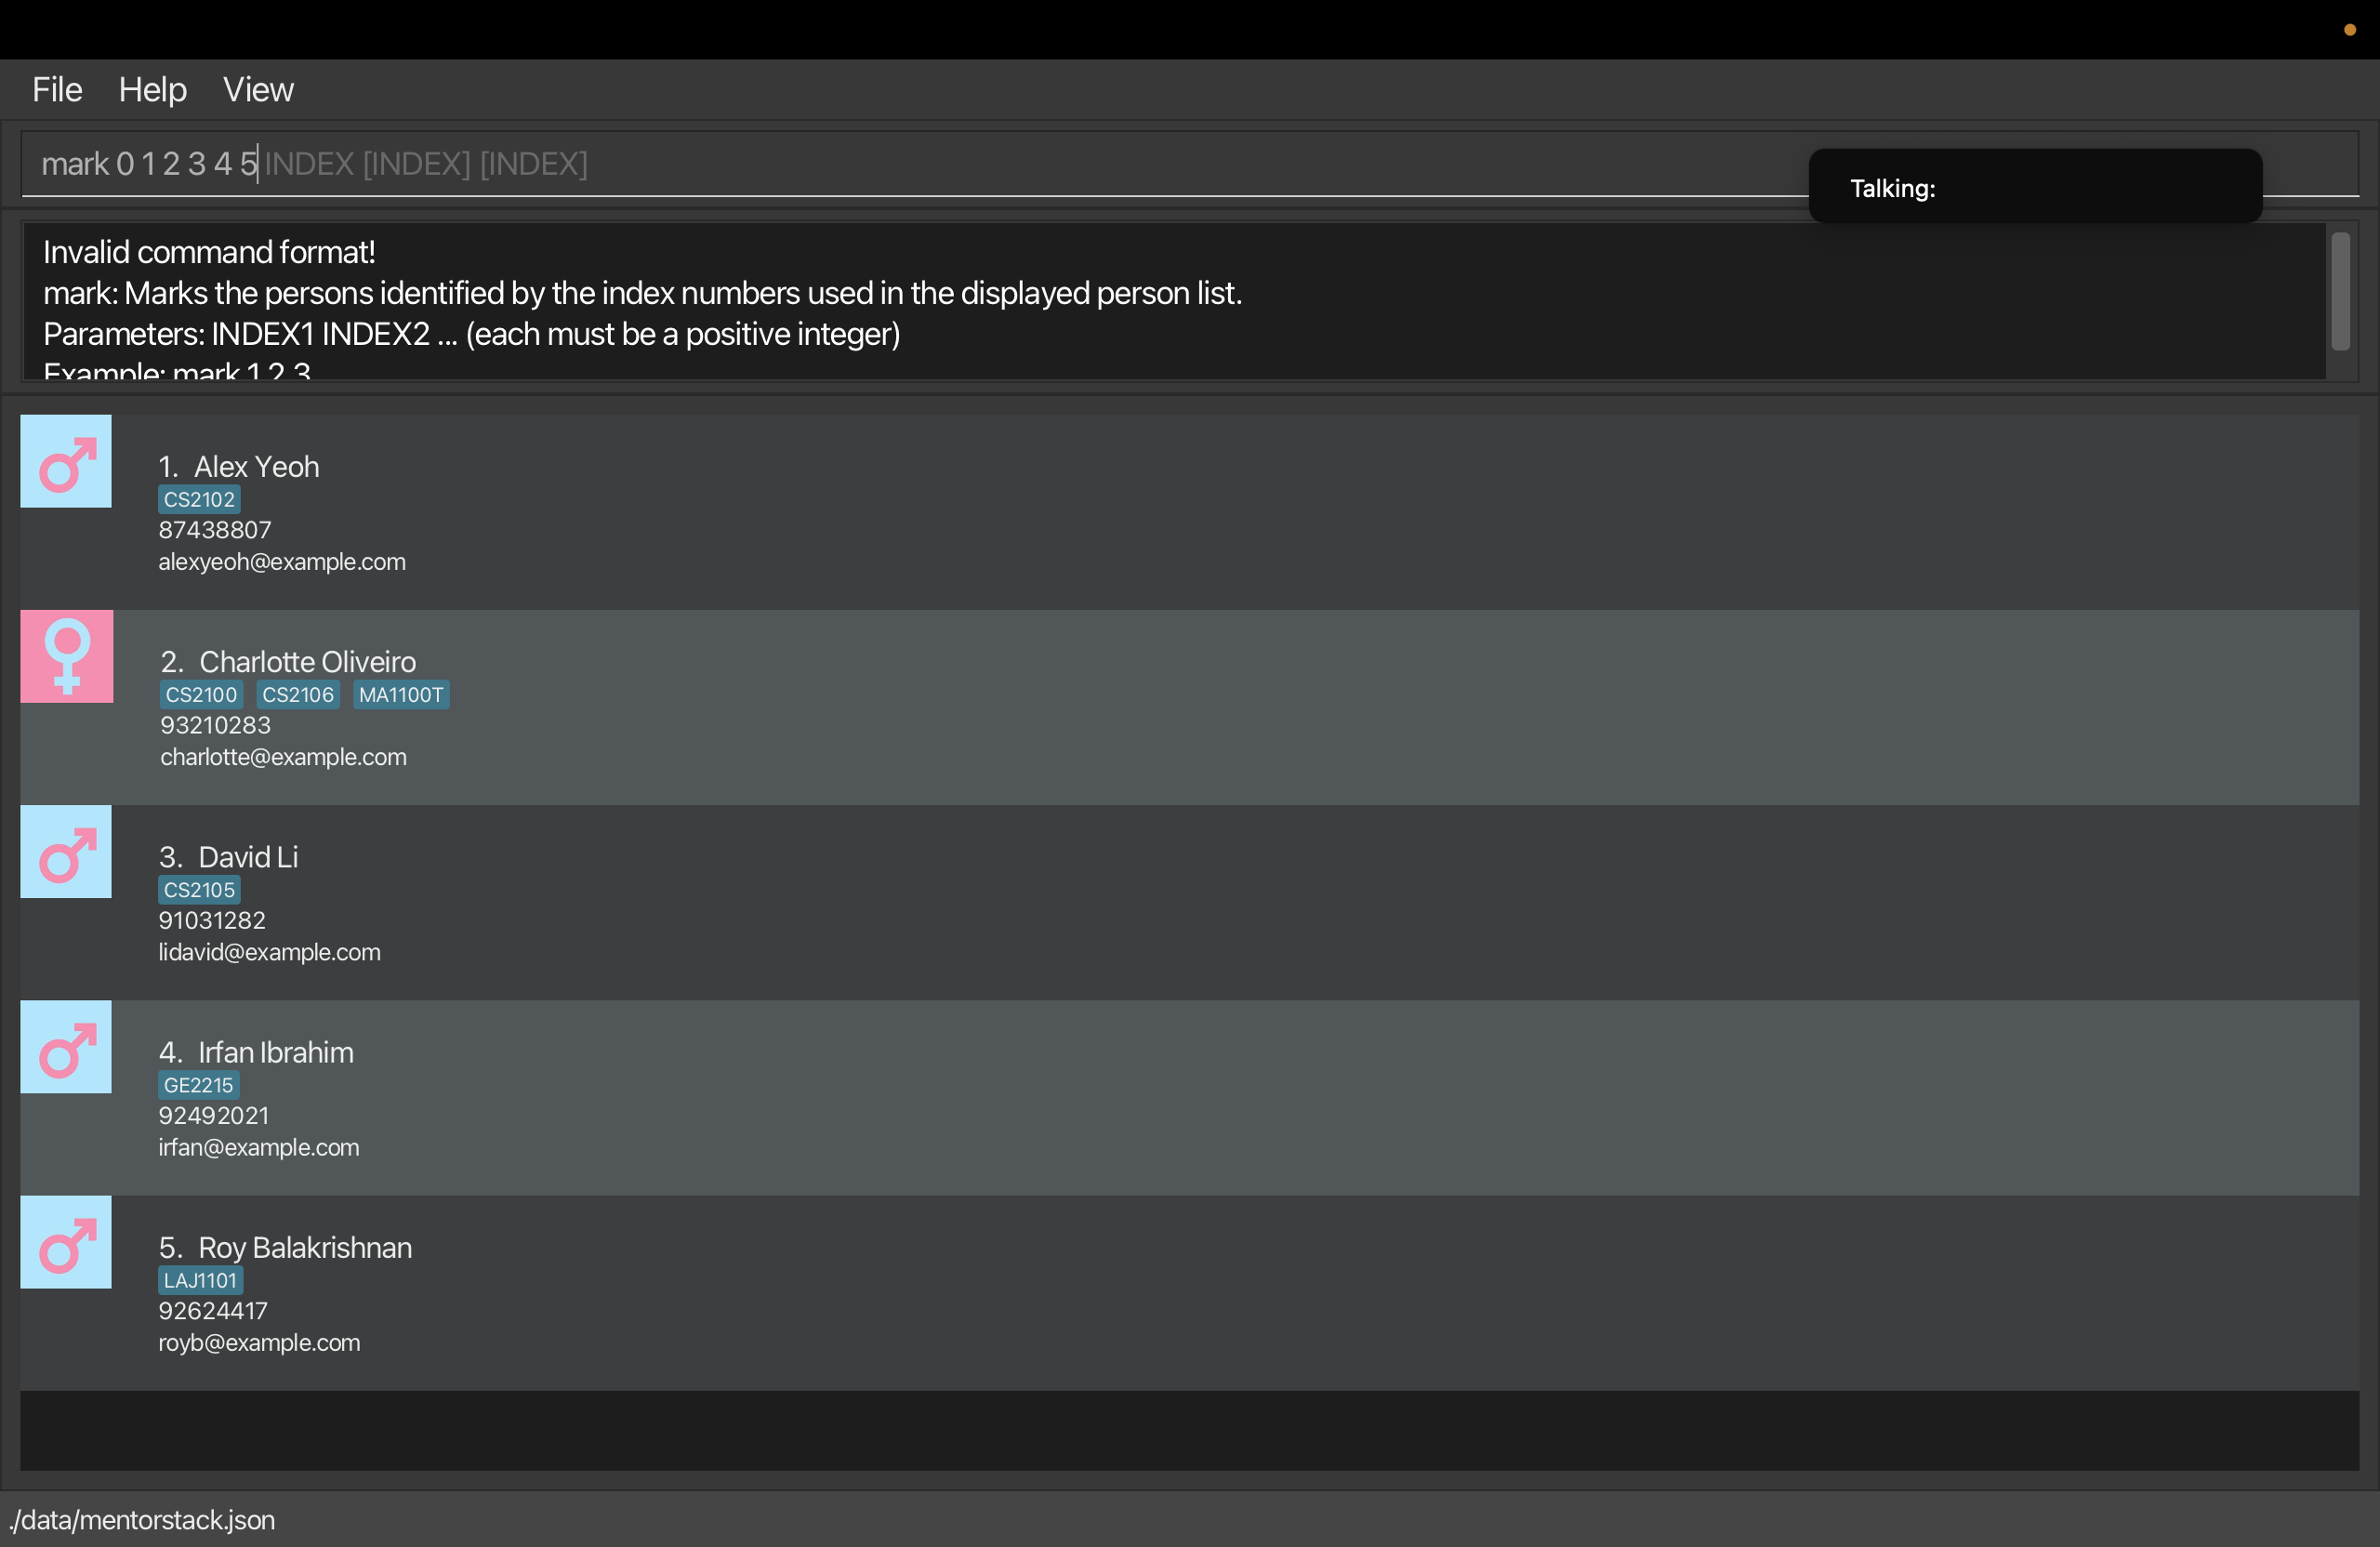 File Help View
mark 0 1 2 3 4 5 INDEX [INDEX] [INDEX]
Talking:
Invalid command format!
mark: Marks the persons identified by the index numbers used in the displayed person list.
Parameters: INDEX1 INDEX2 ... (each must be a positive integer)
Example: mark 1 2 3
1. Alex Yeoh
CS2102
87438807
alexyeoh@example.com
2. Charlotte Oliveiro
CS2100 CS2106 MA1100T
93210283
charlotte@example.com
3. David Li
CS2105
91031282
lidavid@example.com
4. Irfan Ibrahim
GE2215
92492021
irfan@example.com
5. Roy Balakrishnan
LAJ1101
92624417
royb@example.com
./data/mentorstack.json